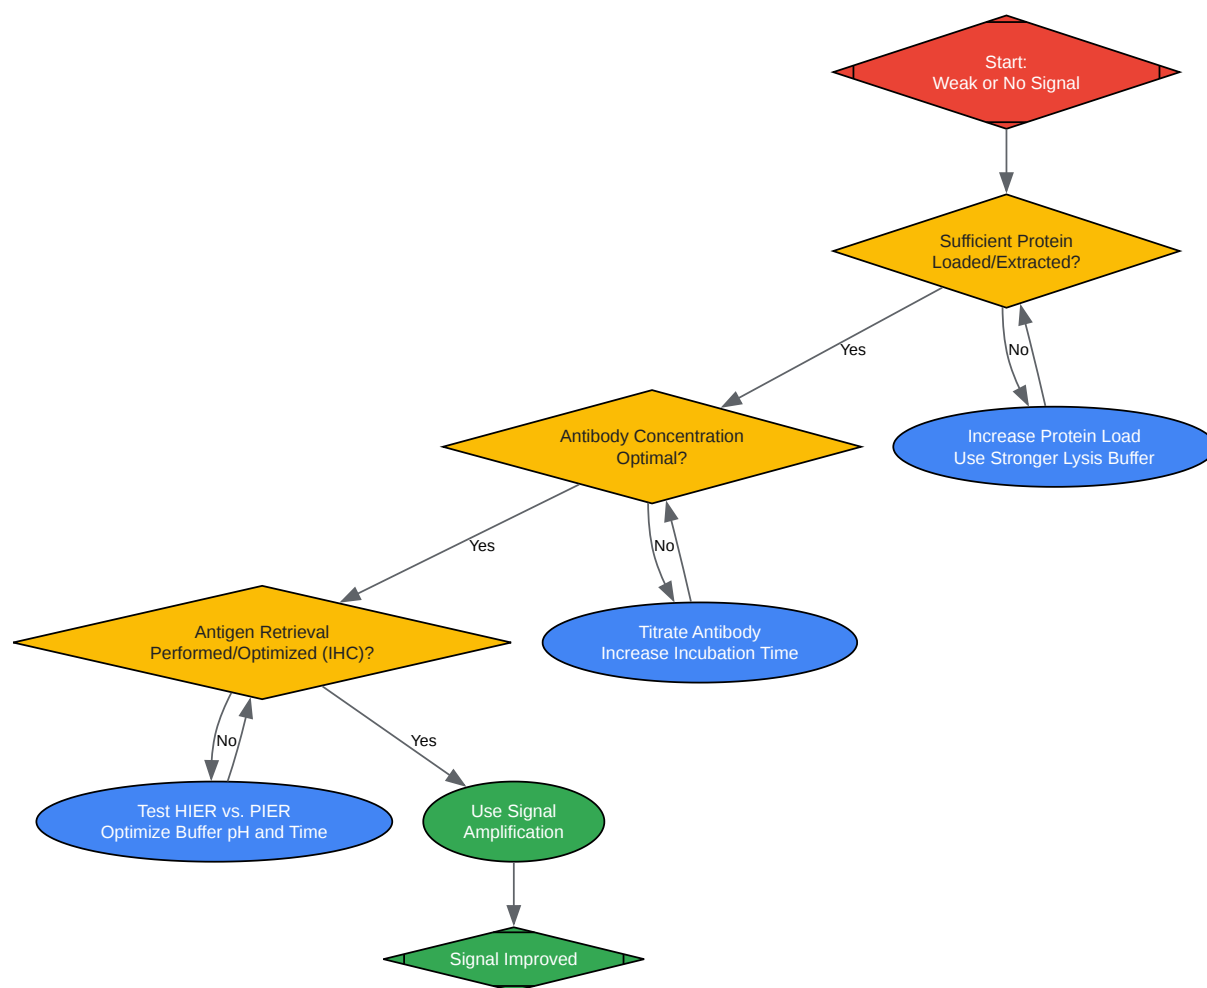 Start:
Weak or No Signal
Sufficient Protein
Loaded/Extracted?
Yes
No
Antibody Concentration
Optimal?
Increase Protein Load
Use Stronger Lysis Buffer
Yes
No
Antigen Retrieval
Performed/Optimized (IHC)?
Titrate Antibody
Increase Incubation Time
No
Yes
Test HIER vs. PIER
Optimize Buffer pH and Time
Use Signal
Amplification
Signal Improved